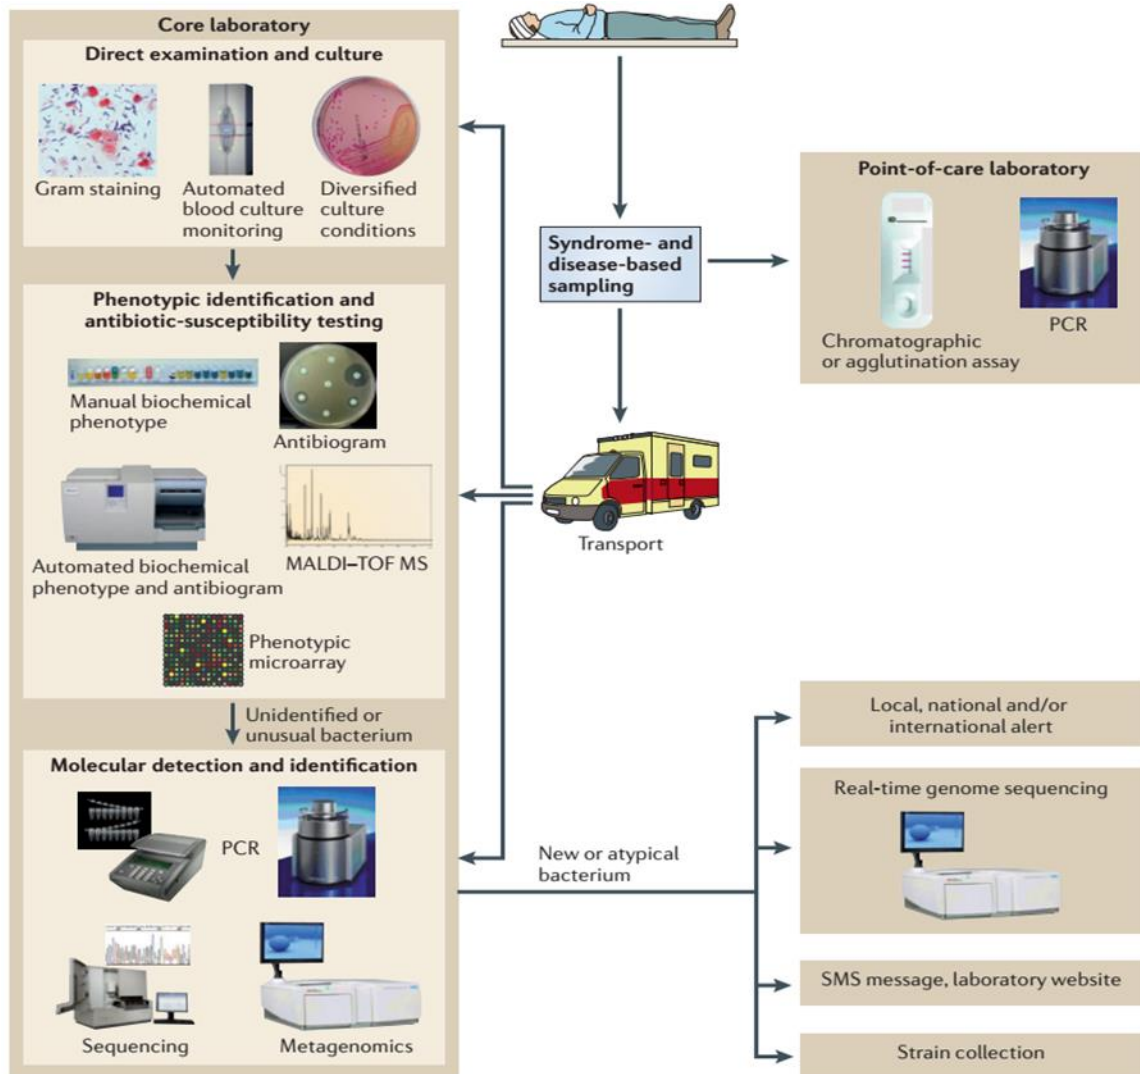 Core laboratory
Direct examination and culture
Gram staining
Automated
blood culture
monitoring
Diversified
culture
conditions
Phenotypic identification and
antibiotic-susceptibility testing
Manual biochemical
phenotype
Antibiogram
Automated biochemical
phenotype and antibiogram
MALDI–TOF MS
Phenotypic
microarray
Unidentified or
unusual bacterium
Molecular detection and identification
PCR
Sequencing
Metagenomics
Syndrome- and
disease-based
sampling
Transport
Point-of-care laboratory
Chromatographic
or agglutination assay
PCR
New or atypical
bacterium
Local, national and/or
international alert
Real-time genome sequencing
SMS message, laboratory website
Strain collection